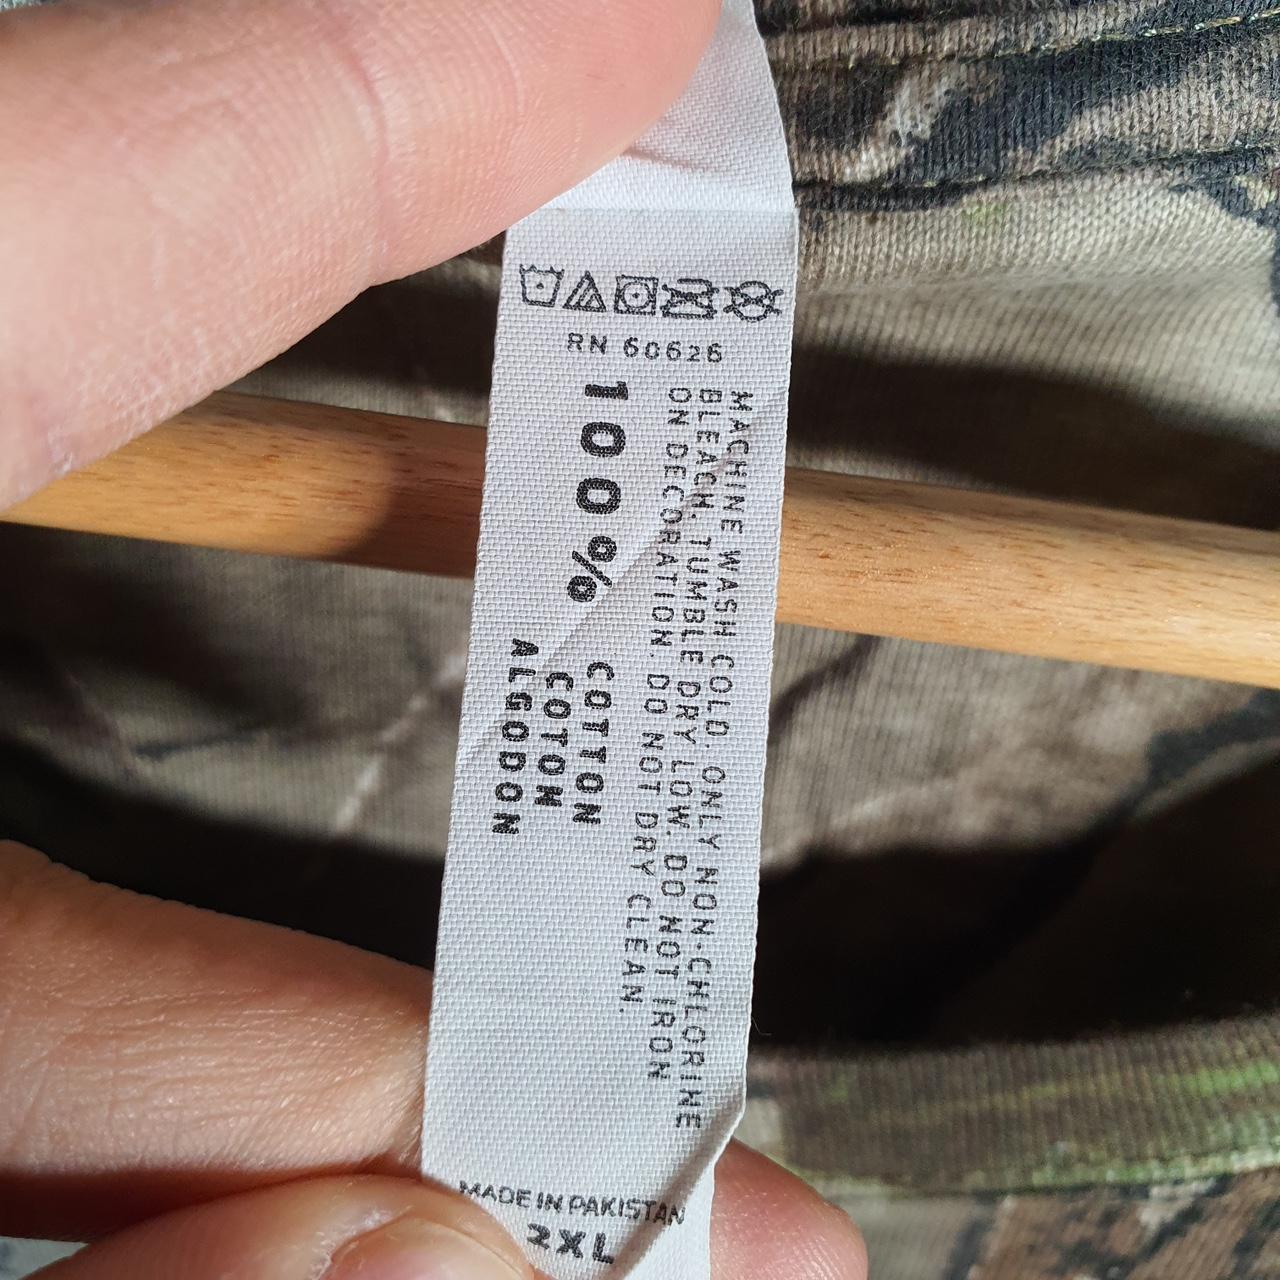 RN 60626
MACHINE WASH COLD. ONLY NON-CHLORINE
BLEACH. TUMBLE DRY LOW. DO NOT IRON
ON DECORATION. DO NOT DRY CLEAN.
100%
COTTON
COTON
ALGODON
MADE IN PAKISTAN
2XL